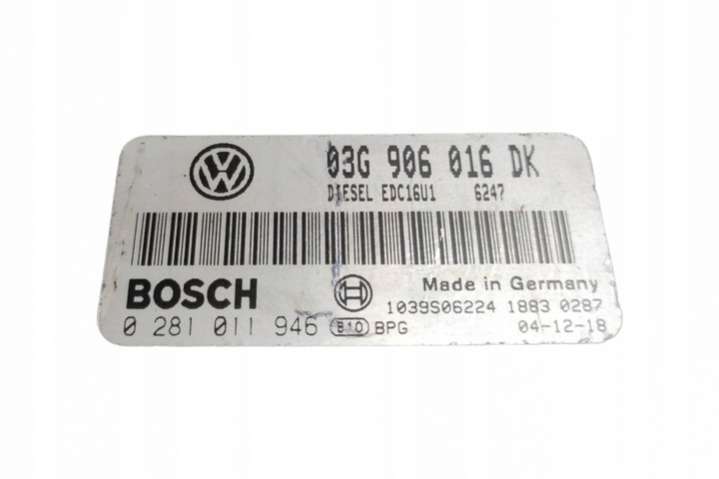 VW
03G 906 016 DK
DIESEL EDC16U1 6247
BOSCH
Made in Germany
1039S06224 1883 0287
0 281 011 946 B10 BPG 04-12-18